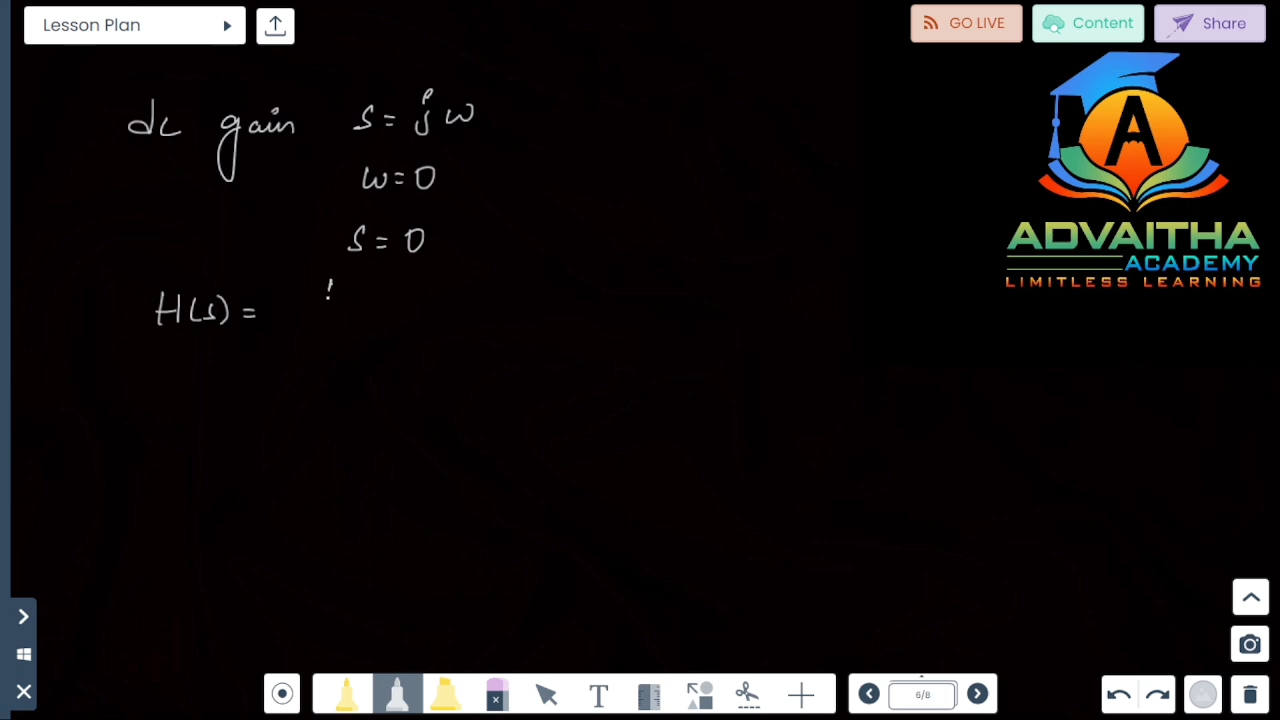 Lesson Plan
GO LIVE
Content
Share
dc gain s = jω
ω = 0
s = 0
H(s) =
A
ADVAITHA
ACADEMY
LIMITLESS LEARNING
T
6/8